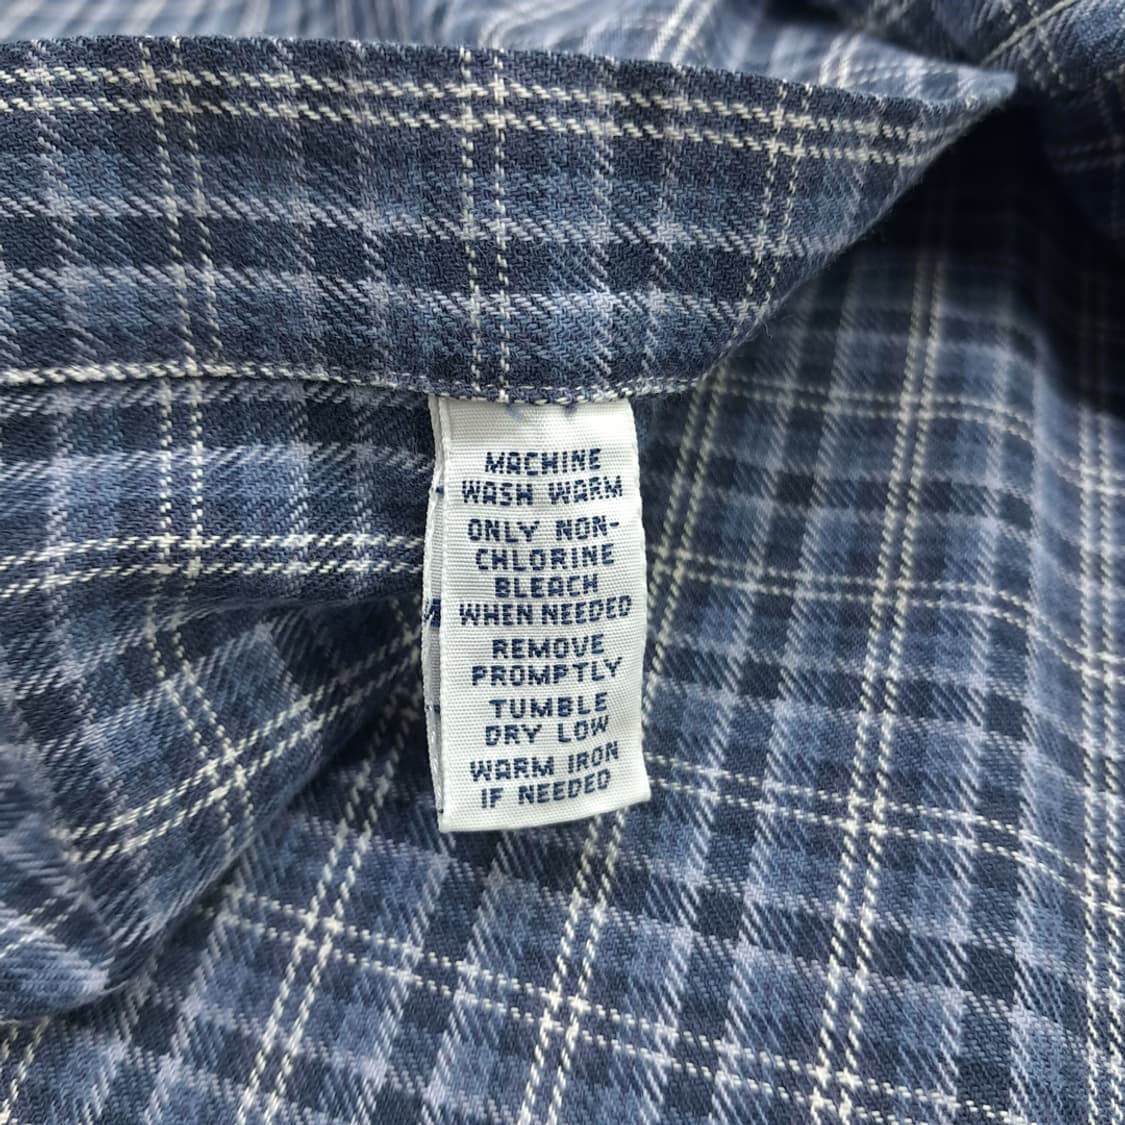 MACHINE
WASH WARM
ONLY NON-
CHLORINE
BLEACH
WHEN NEEDED
REMOVE
PROMPTLY
TUMBLE
DRY LOW
WARM IRON
IF NEEDED